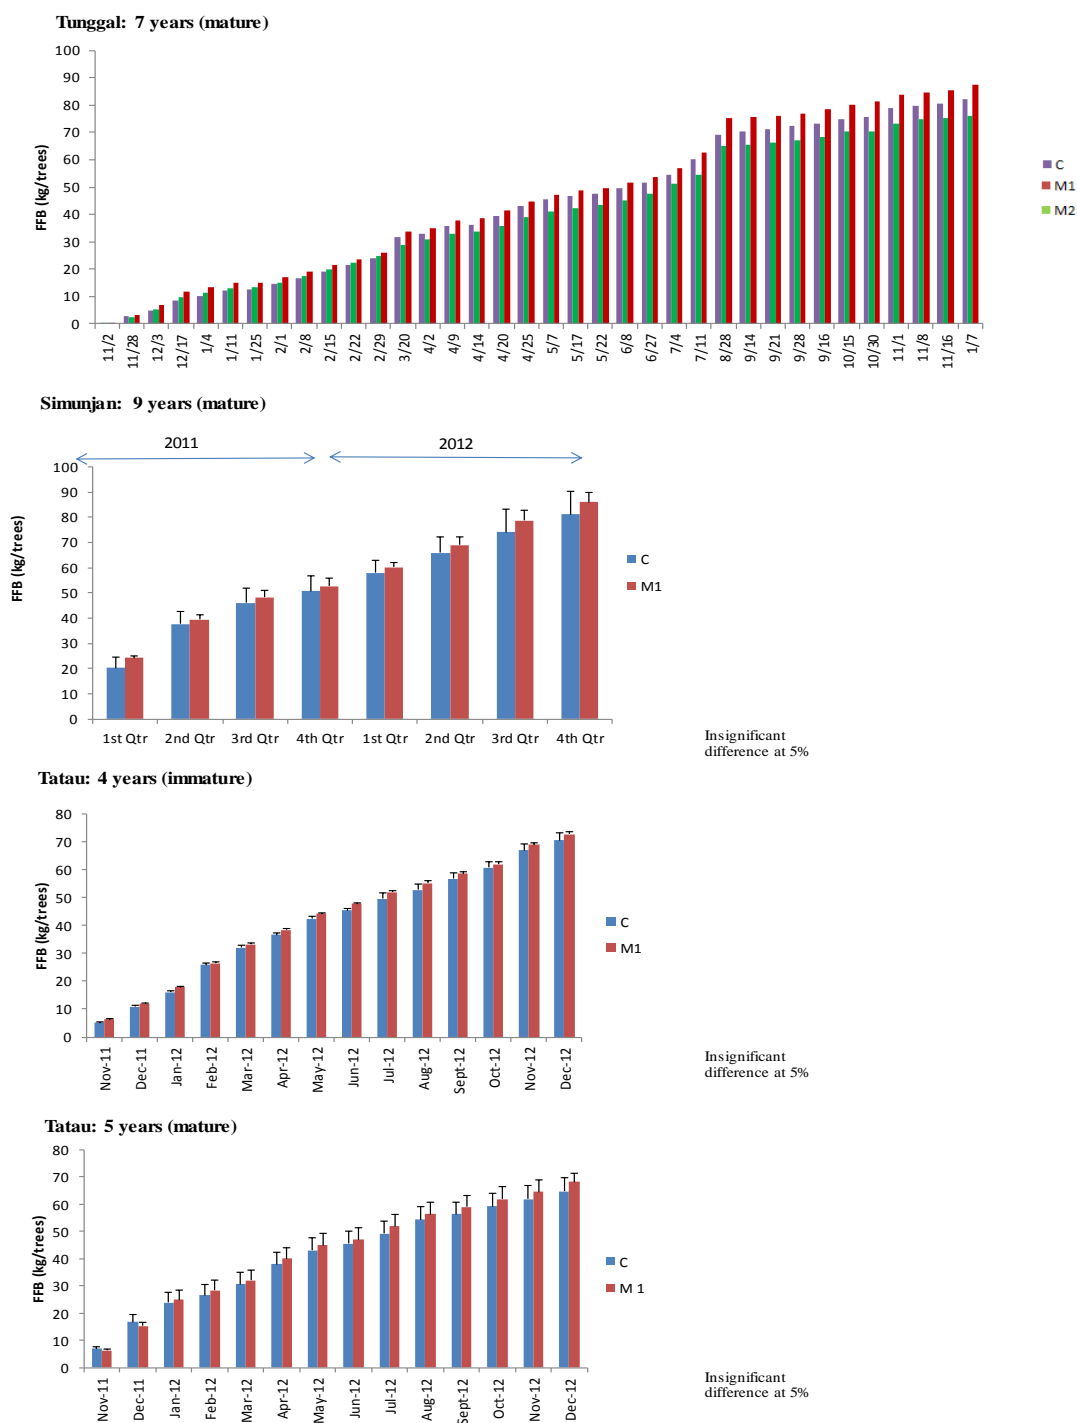 Tunggal: 7 years (mature)
FFB (kg/trees)
100
90
80
70
60
50
40
30
20
10
0
11/2
11/28
12/3
12/17
1/4
1/11
1/25
2/1
2/8
2/15
2/22
2/29
3/20
4/2
4/9
4/14
4/20
4/25
5/7
5/17
5/22
6/8
6/27
7/4
7/11
8/28
9/14
9/21
9/28
9/16
10/15
10/30
11/1
11/8
11/16
1/7
C
M1
M2
Simunjan: 9 years (mature)
2011
2012
FFB (kg/trees)
100
90
80
70
60
50
40
30
20
10
0
1st Qtr
2nd Qtr
3rd Qtr
4th Qtr
1st Qtr
2nd Qtr
3rd Qtr
4th Qtr
C
M1
Insignificant
difference at 5%
Tatau: 4 years (immature)
FFB (kg/trees)
80
70
60
50
40
30
20
10
0
Nov-11
Dec-11
Jan-12
Feb-12
Mar-12
Apr-12
May-12
Jun-12
Jul-12
Aug-12
Sept-12
Oct-12
Nov-12
Dec-12
C
M1
Insignificant
difference at 5%
Tatau: 5 years (mature)
FFB (kg/trees)
80
70
60
50
40
30
20
10
0
Nov-11
Dec-11
Jan-12
Feb-12
Mar-12
Apr-12
May-12
Jun-12
Jul-12
Aug-12
Sept-12
Oct-12
Nov-12
Dec-12
C
M 1
Insignificant
difference at 5%